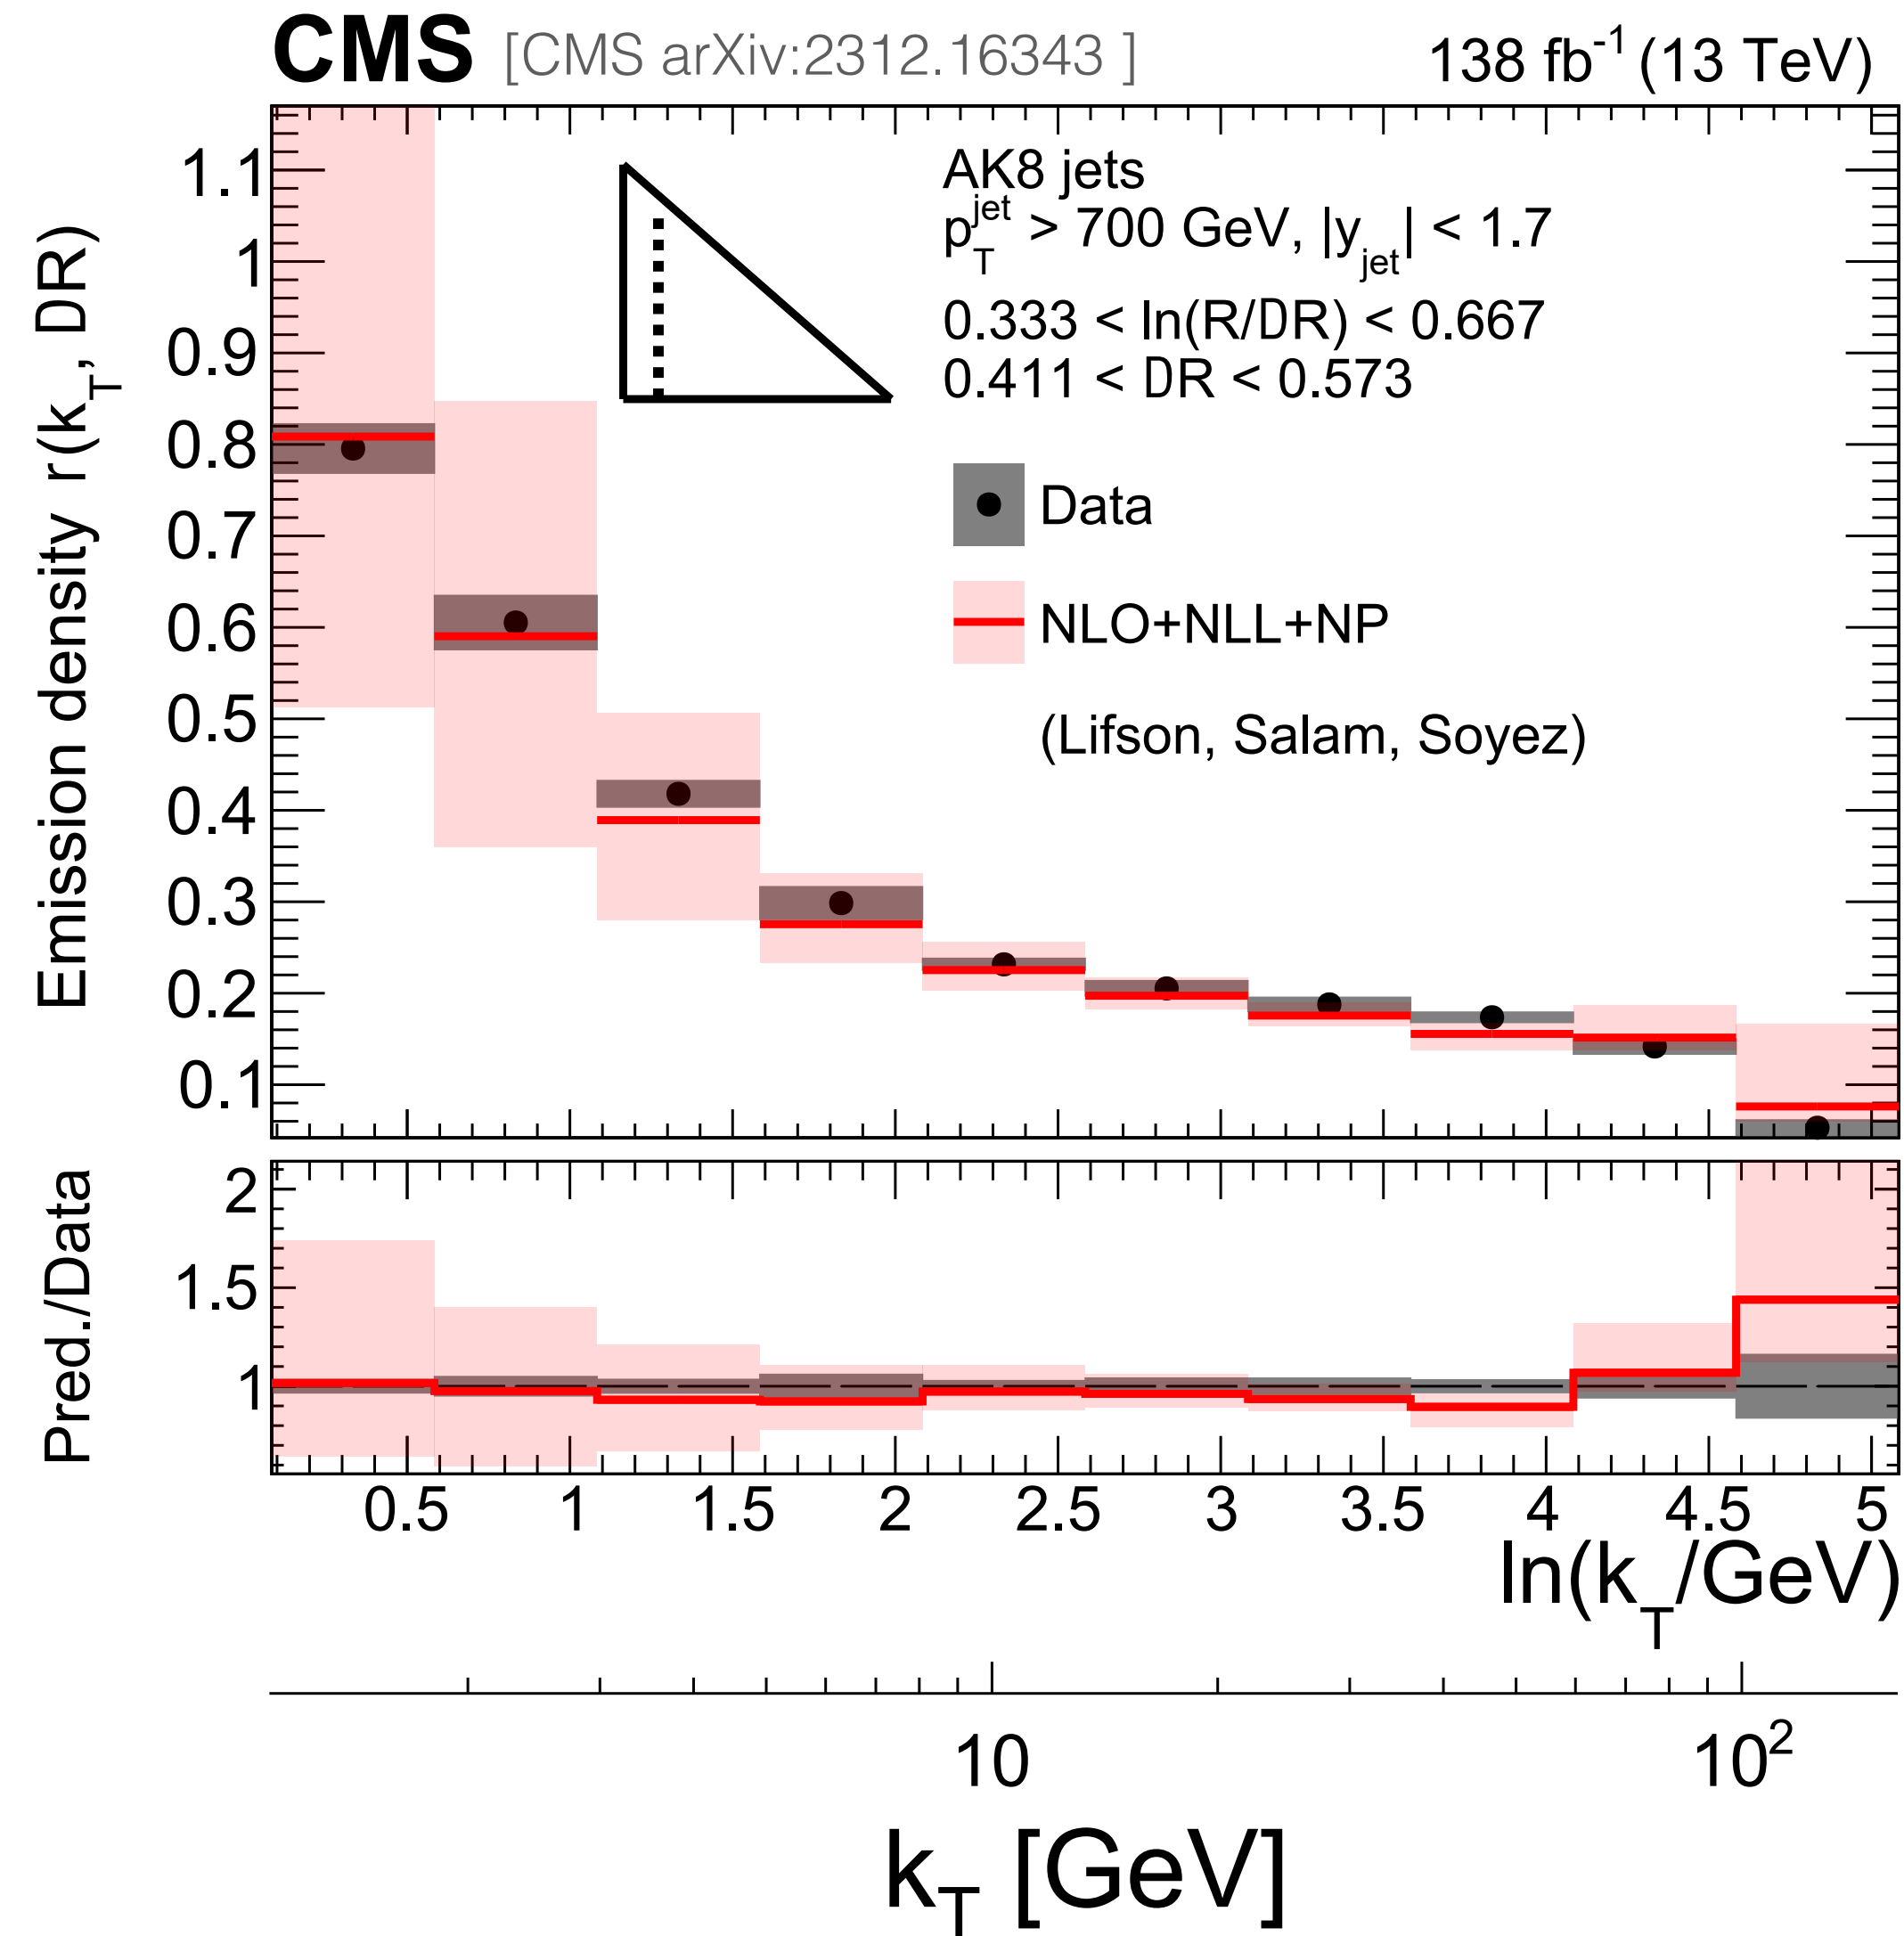 CMS [CMS arXiv:2312.16343 ] 138 fb-1 (13 TeV)
Emission density r(kT, DR)
1.1
1
0.9
0.8
0.7
0.6
0.5
0.4
0.3
0.2
0.1
AK8 jets
pTjet > 700 GeV, |yjet| < 1.7
0.333 < ln(R/DR) < 0.667
0.411 < DR < 0.573
Data
NLO+NLL+NP
(Lifson, Salam, Soyez)
Pred./Data
2
1.5
1
0.5 1 1.5 2 2.5 3 3.5 4 4.5 5
ln(kT/GeV)
10 102
kT [GeV]